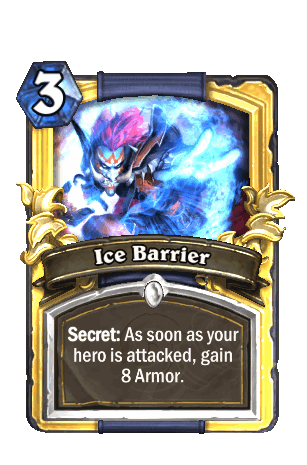 3
Ice Barrier
Secret: As soon as your
hero is attacked, gain
8 Armor.